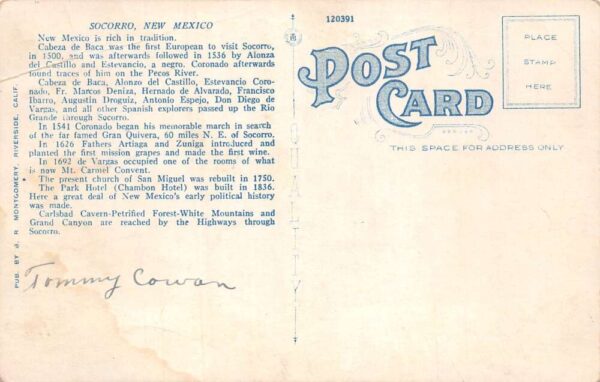 SOCORRO, NEW MEXICO
New Mexico is rich in tradition.
Cabeza de Baca was the first European to visit Socorro,
in 1500, and was afterwards followed in 1536 by Alonza
del Castillo and Estevancio, a negro. Coronado afterwards
found traces of him on the Pecos River.
Cabeza de Baca, Alonzo del Castillo, Estevancio Coro-
nado, Fr. Marcos Deniza, Hernado de Alvarado, Francisco
Ibarro, Augustin Droguiz, Antonio Espejo, Don Diego de
Vargas, and all other Spanish explorers passed up the Rio
Grande through Socorro.
In 1541 Coronado began his memorable march in search
of the far famed Gran Quivera, 60 miles N. E. of Socorro.
In 1626 Fathers Artiaga and Zuniga introduced and
planted the first mission grapes and made the first wine.
In 1692 de Vargas occupied one of the rooms of what
is now Mt. Carmel Convent.
The present church of San Miguel was rebuilt in 1750.
The Park Hotel (Chambon Hotel) was built in 1836.
Here a great deal of New Mexico's early political history
was made.
Carlsbad Cavern-Petrified Forest-White Mountains and
Grand Canyon are reached by the Highways through
Socorro.
PUB. BY J. R. MONTGOMERY, RIVERSIDE, CALIF.
Tommy Cowan
QUALITY
120391
POST
CARD
THIS SPACE FOR ADDRESS ONLY
PLACE
STAMP
HERE